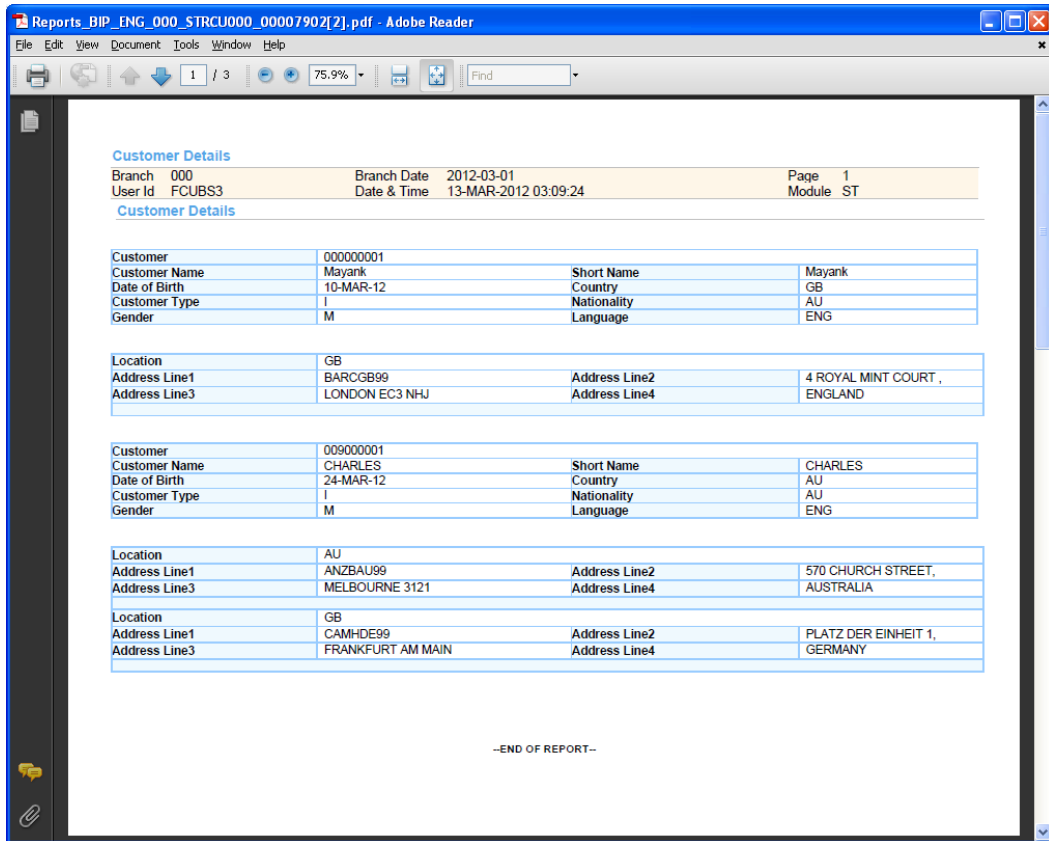 Reports_BIP_ENG_000_STRCU000_00007902[2].pdf - Adobe Reader
File Edit View Document Tools Window Help
1 / 3 75.9% Find
Customer Details
Branch 000 Branch Date 2012-03-01 Page 1
User Id FCUBS3 Date & Time 13-MAR-2012 03:09:24 Module ST
Customer Details
Customer 000000001
Customer Name Mayank Short Name Mayank
Date of Birth 10-MAR-12 Country GB
Customer Type I Nationality AU
Gender M Language ENG
Location GB
Address Line1 BARCGB99 Address Line2 4 ROYAL MINT COURT ,
Address Line3 LONDON EC3 NHJ Address Line4 ENGLAND
Customer 009000001
Customer Name CHARLES Short Name CHARLES
Date of Birth 24-MAR-12 Country AU
Customer Type I Nationality AU
Gender M Language ENG
Location AU
Address Line1 ANZBAU99 Address Line2 570 CHURCH STREET,
Address Line3 MELBOURNE 3121 Address Line4 AUSTRALIA
Location GB
Address Line1 CAMHDE99 Address Line2 PLATZ DER EINHEIT 1,
Address Line3 FRANKFURT AM MAIN Address Line4 GERMANY
--END OF REPORT--